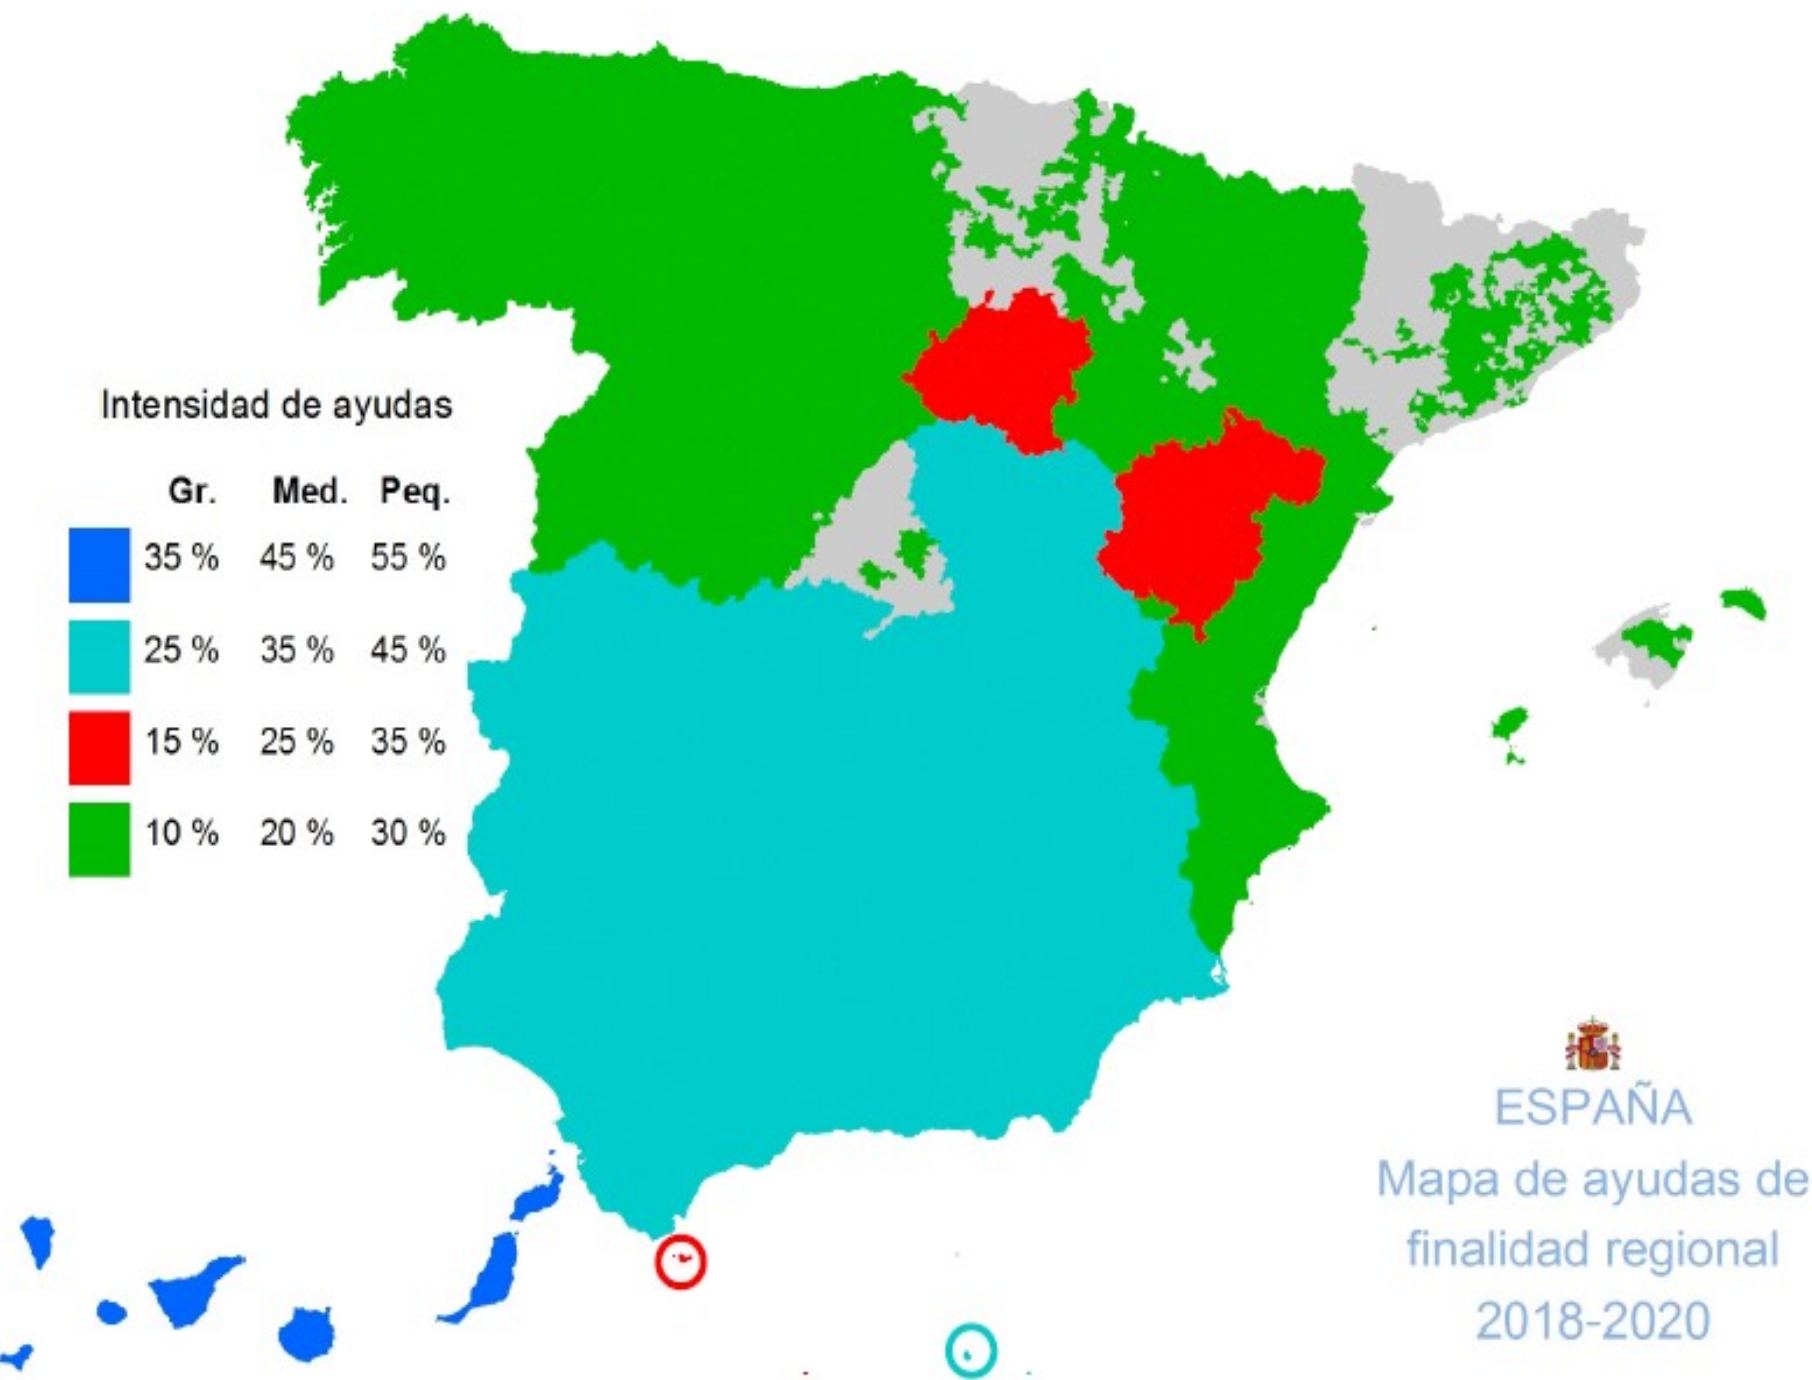 Intensidad de ayudas
Gr. Med. Peq.
35 % 45 % 55 %
25 % 35 % 45 %
15 % 25 % 35 %
10 % 20 % 30 %
ESPAÑA
Mapa de ayudas de
finalidad regional
2018-2020